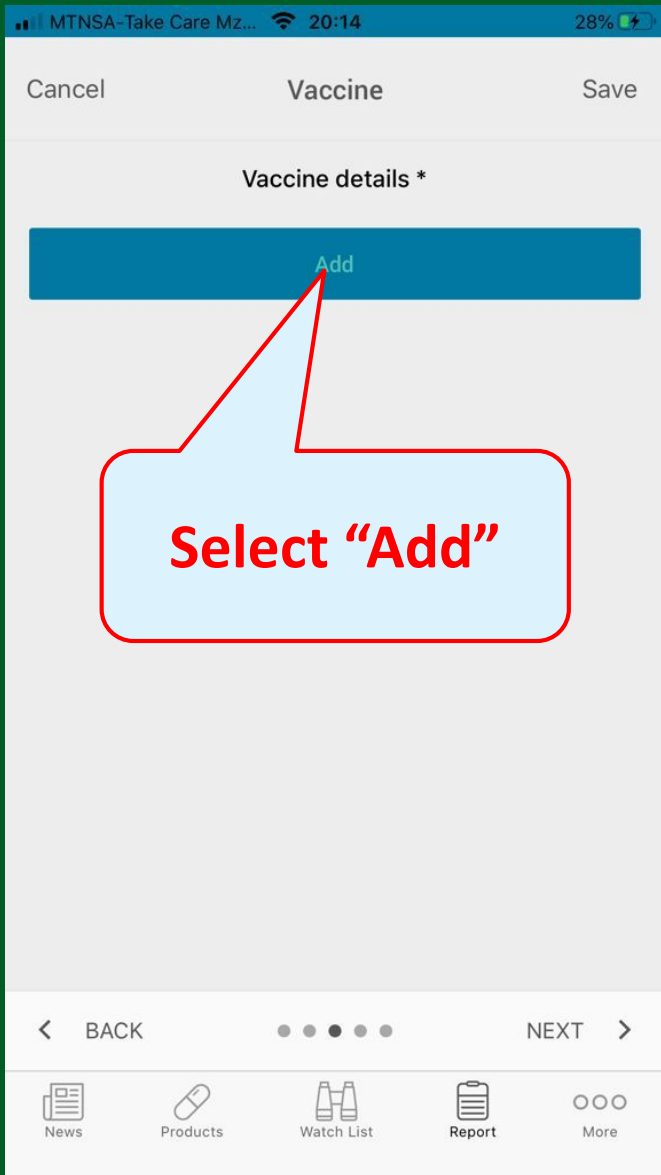 MTNSA-Take Care Mz... 20:14 28%
Cancel Vaccine Save
Vaccine details *
Add
Select “Add”
BACK NEXT
News Products Watch List Report More